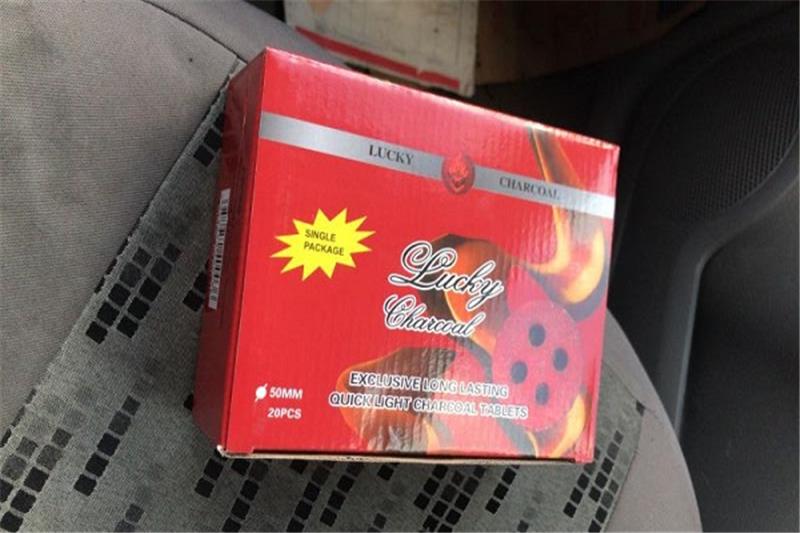 LUCKY CHARCOAL
SINGLE
PACKAGE
Lucky
Charcoal
EXCLUSIVE LONG LASTING
QUICK LIGHT CHARCOAL TABLETS
50MM
20PCS